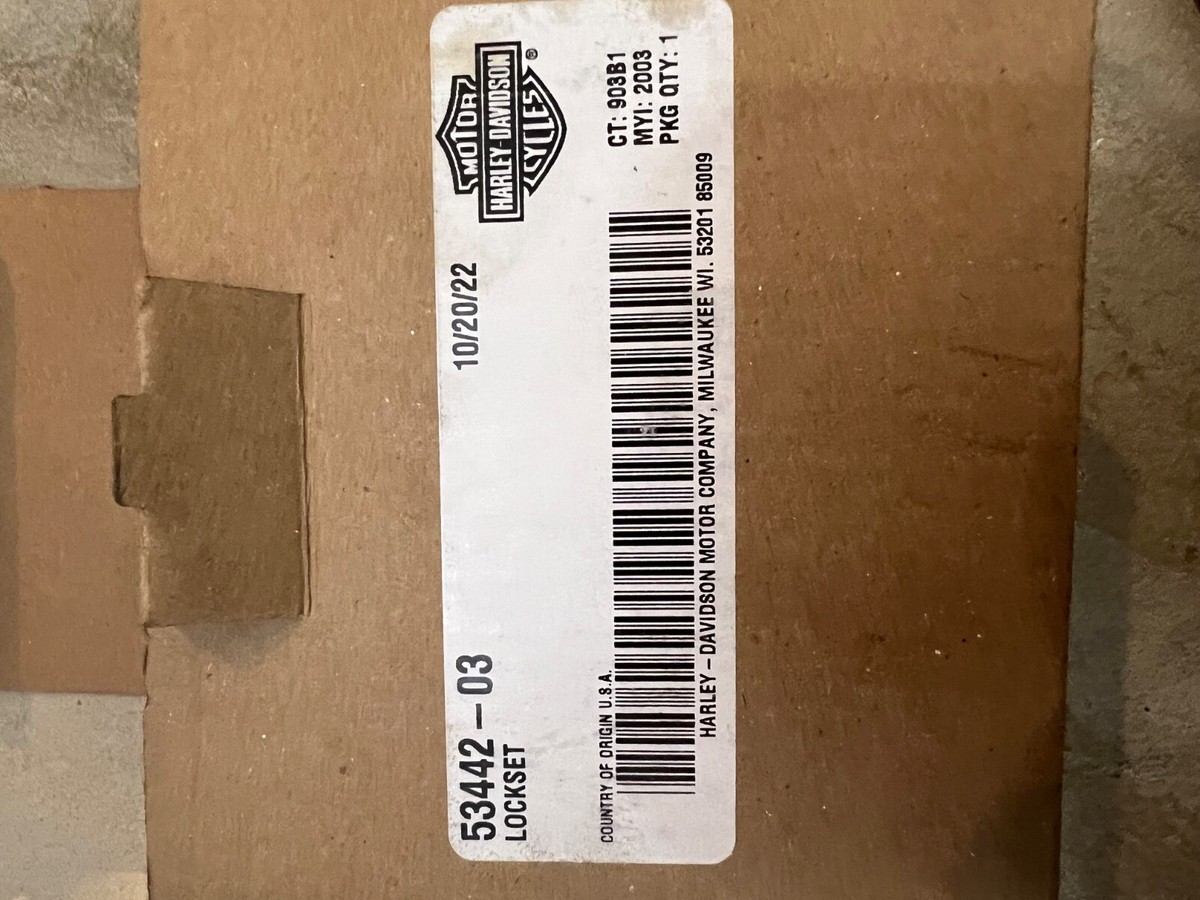 53442-03
LOCKSET
10/20/22
MOTOR
HARLEY-DAVIDSON
CYCLES
®
COUNTRY OF ORIGIN U.S.A.
CT: 903B1
MYI: 2003
PKG QTY: 1
HARLEY-DAVIDSON MOTOR COMPANY, MILWAUKEE WI. 53201 85009